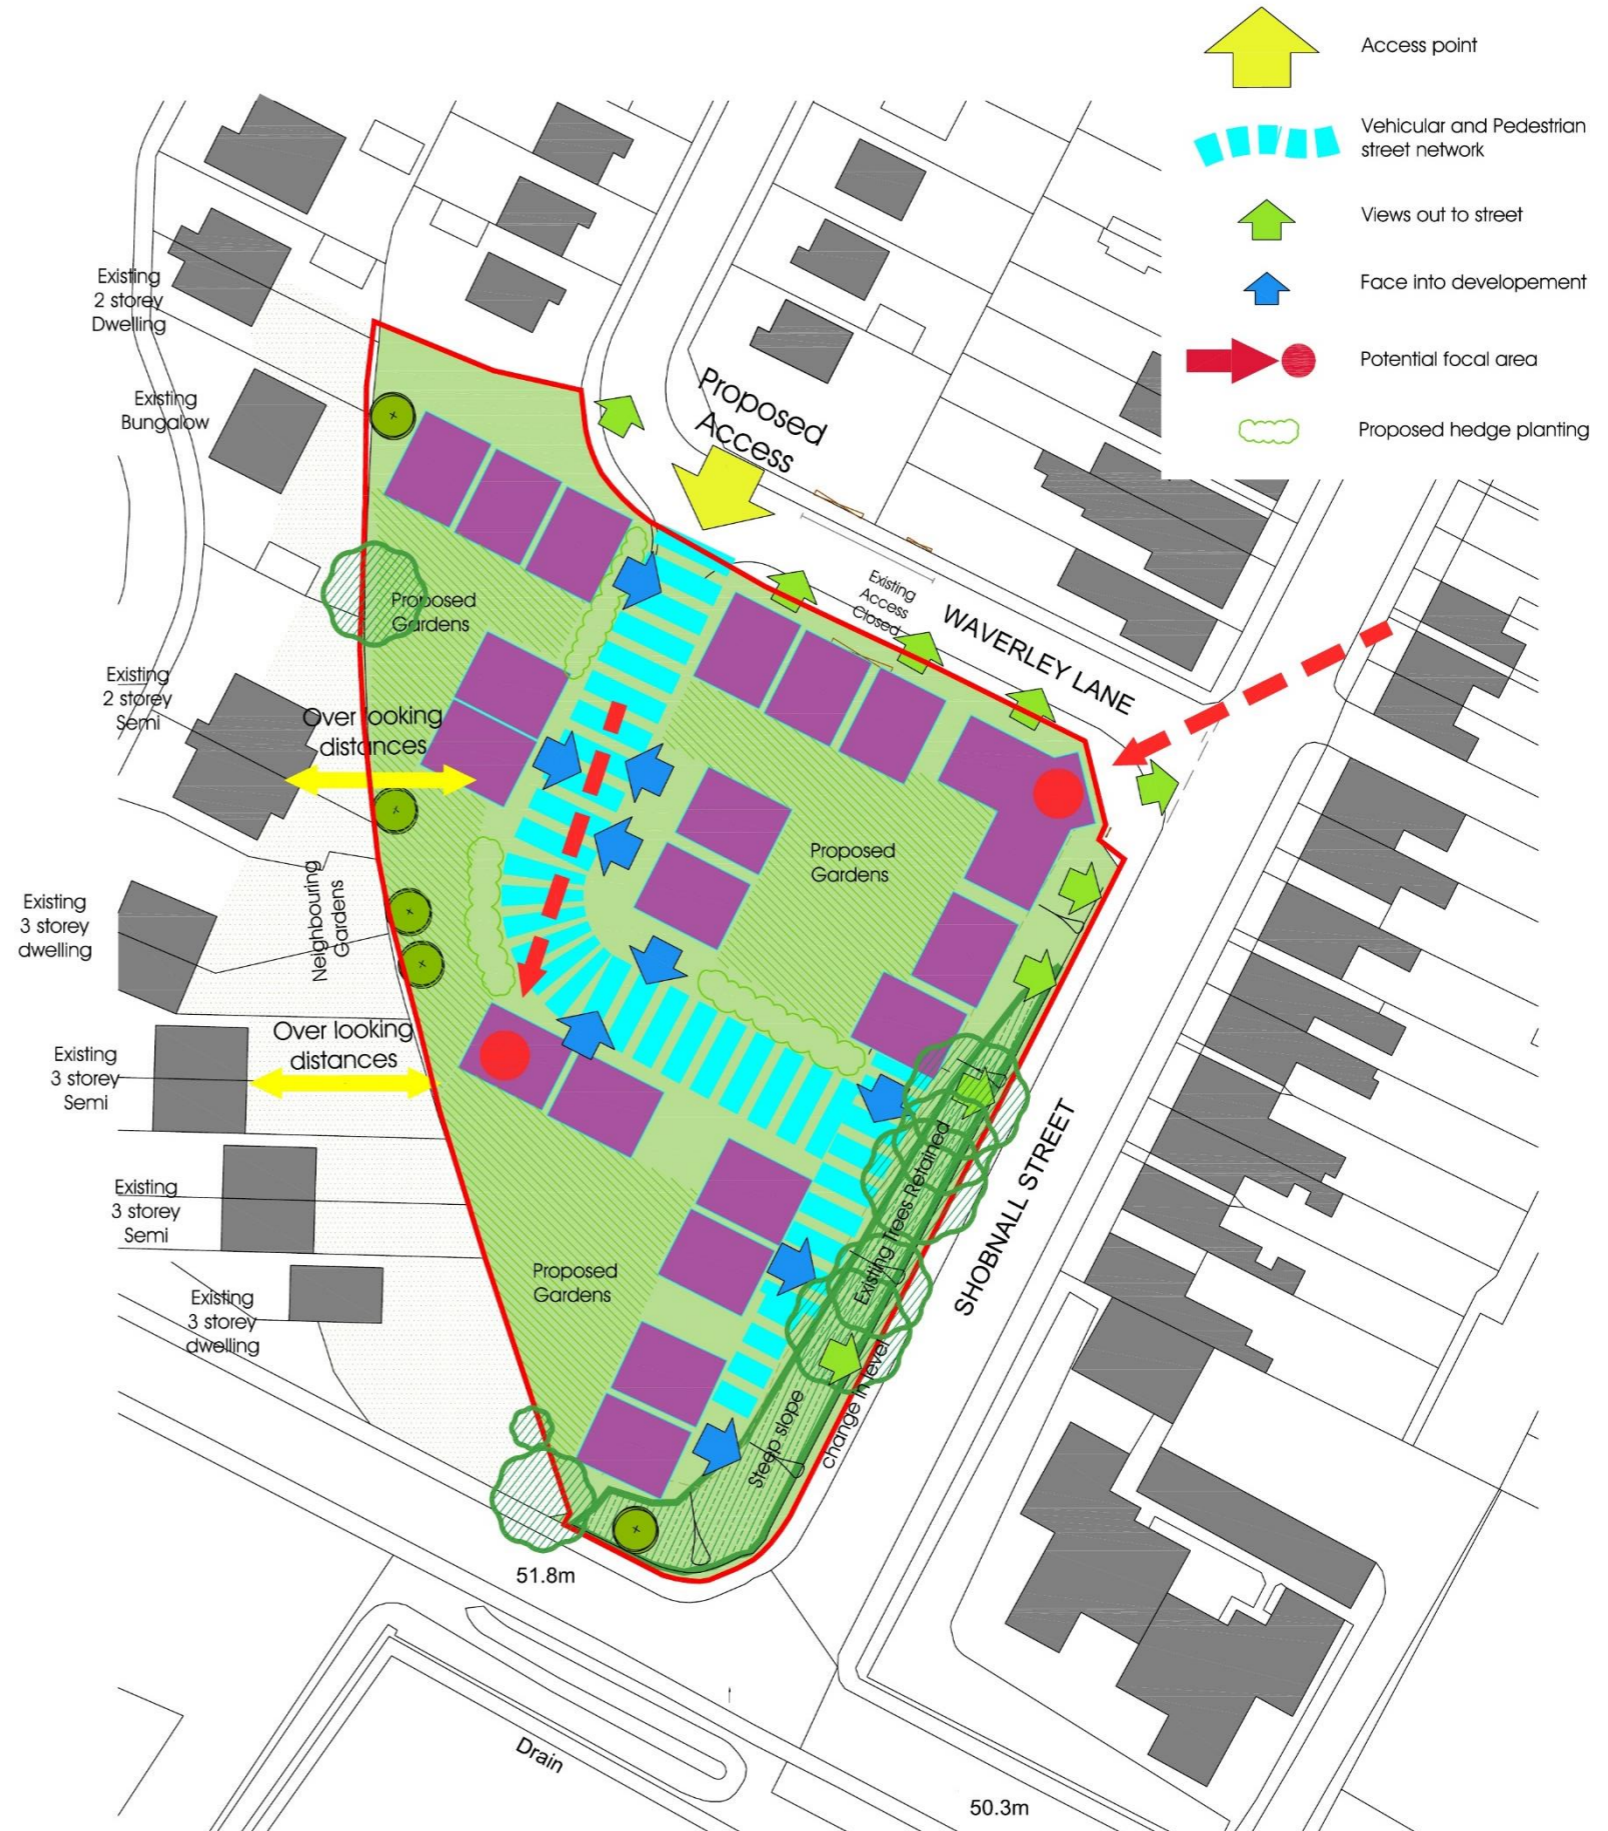 Access point
Vehicular and Pedestrian
street network
Views out to street
Face into developement
Potential focal area
Proposed hedge planting
Existing
2 storey
Dwelling
Existing
Bungalow
Proposed
Access
Existing
Access
Closed
WAVERLEY LANE
Proposed
Gardens
Existing
2 storey
Semi
Over looking
distances
Proposed
Gardens
Neighbouring
Gardens
Existing
3 storey
dwelling
Over looking
distances
Existing
3 storey
Semi
Existing
3 storey
Semi
Existing
3 storey
dwelling
Proposed
Gardens
Existing Trees Retained
SHOBNALL STREET
Steep slope
change in level
51.8m
Drain
50.3m